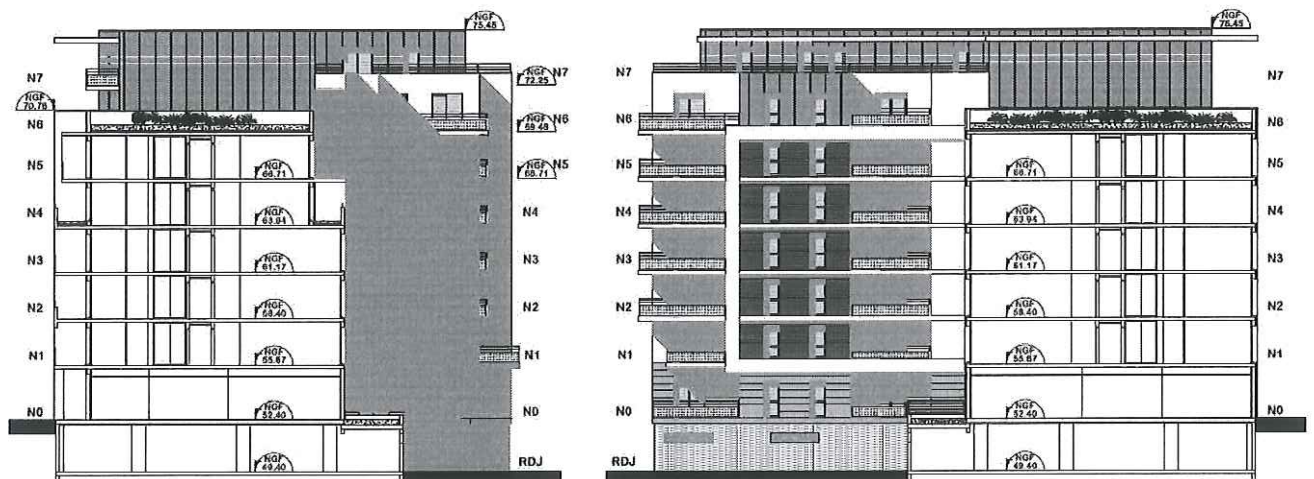 NGF
75.48
N7
NGF
70.76
NGF
72.25
N7
N6
NGF
69.48
N6
N5
NGF
66.71
NGF
66.71
N5
N4
NGF
63.94
N4
N3
NGF
61.17
N3
N2
NGF
58.40
N2
N1
NGF
55.67
N1
N0
NGF
52.40
N0
NGF
49.40
RDJ
NGF
75.45
N7
N7
N6
N6
N5
NGF
66.71
N5
N4
NGF
63.94
N4
N3
NGF
61.17
N3
N2
NGF
58.40
N2
N1
NGF
55.67
N1
N0
NGF
52.40
N0
RDJ
NGF
49.40